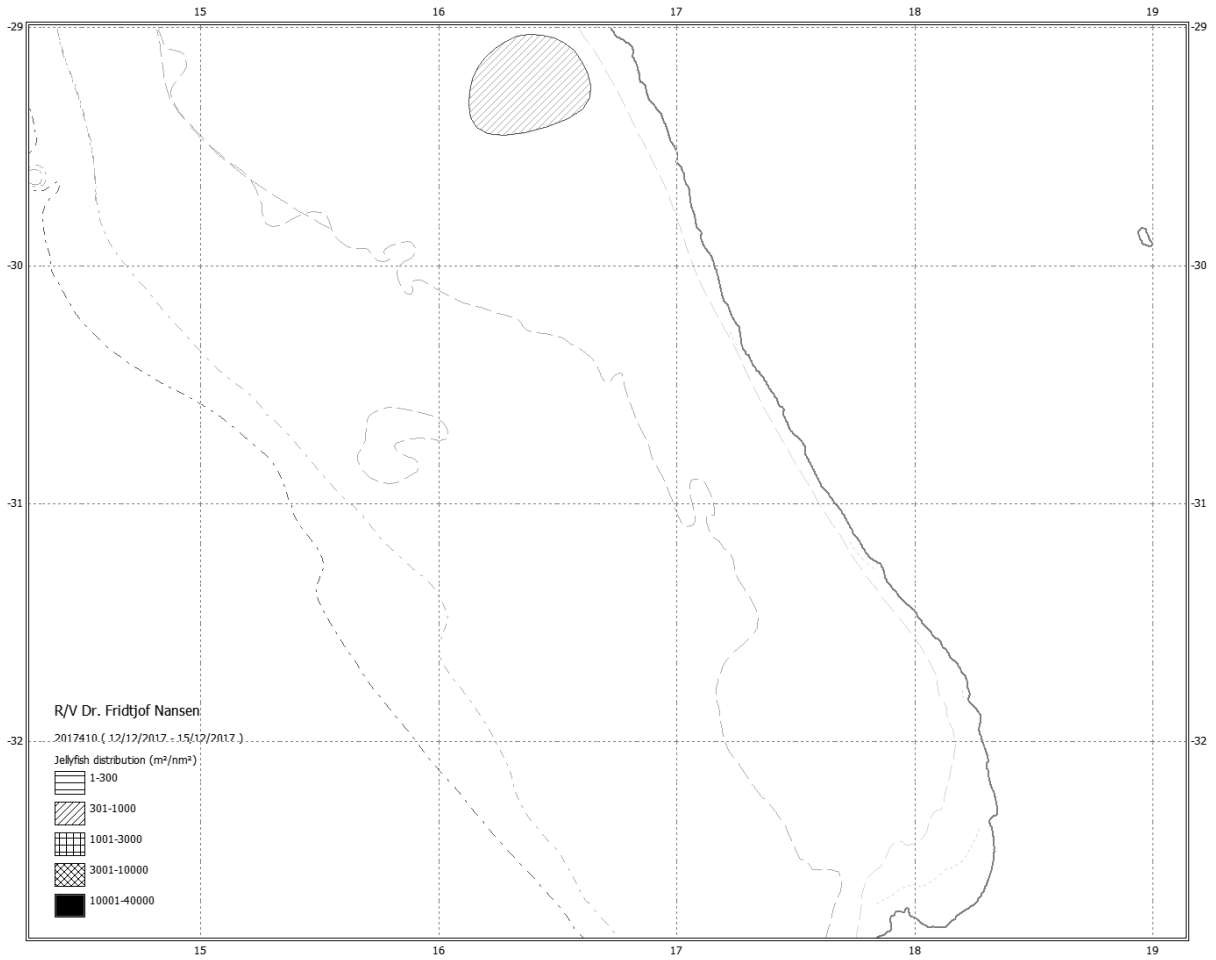 15 16 17 18 19
-29 -29
-30 -30
-31 -31
R/V Dr. Fridtjof Nansen
-32 2017410 ( 12/12/2017 - 15/12/2017 ) -32
Jellyfish distribution (m²/nm²)
1-300
301-1000
1001-3000
3001-10000
10001-40000
15 16 17 18 19